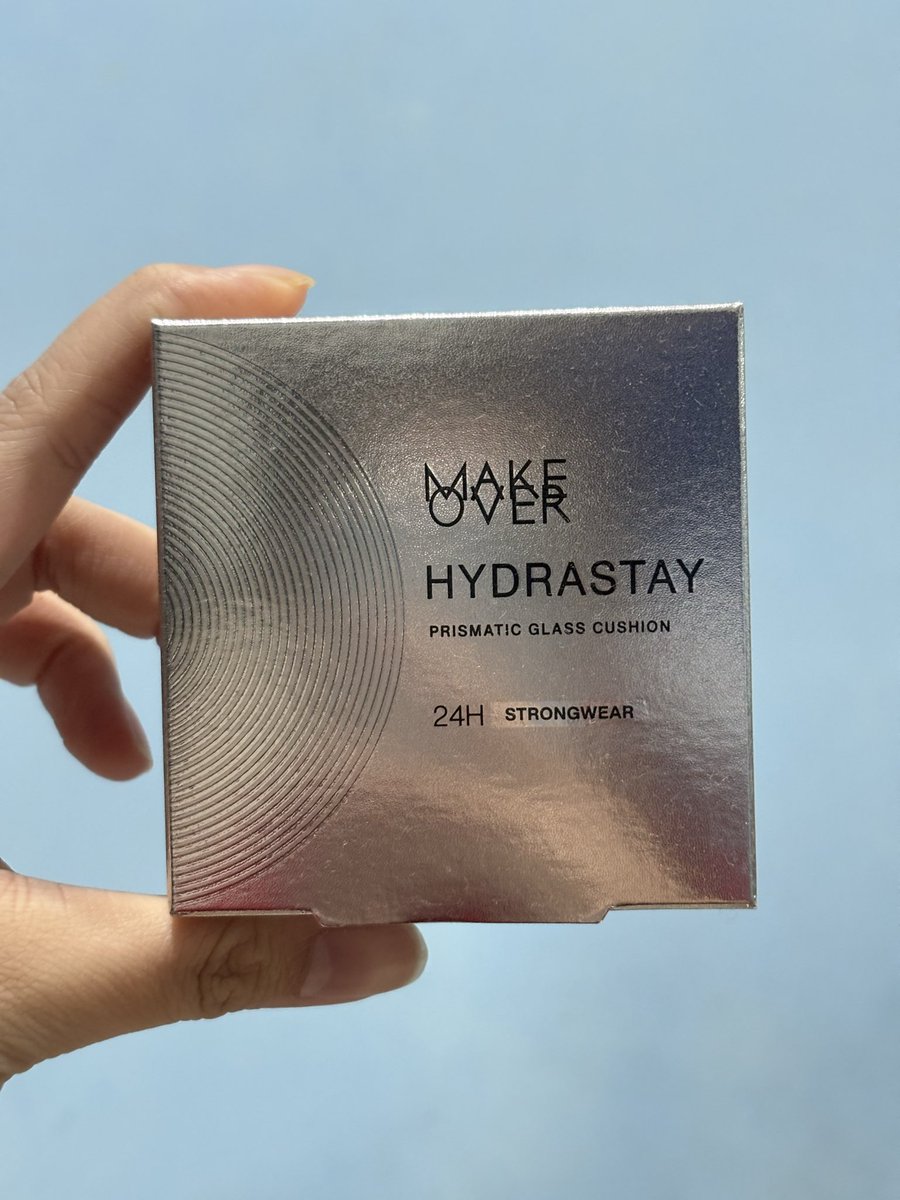 MAKE
OVER
HYDRASTAY
PRISMATIC GLASS CUSHION
24H STRONGWEAR